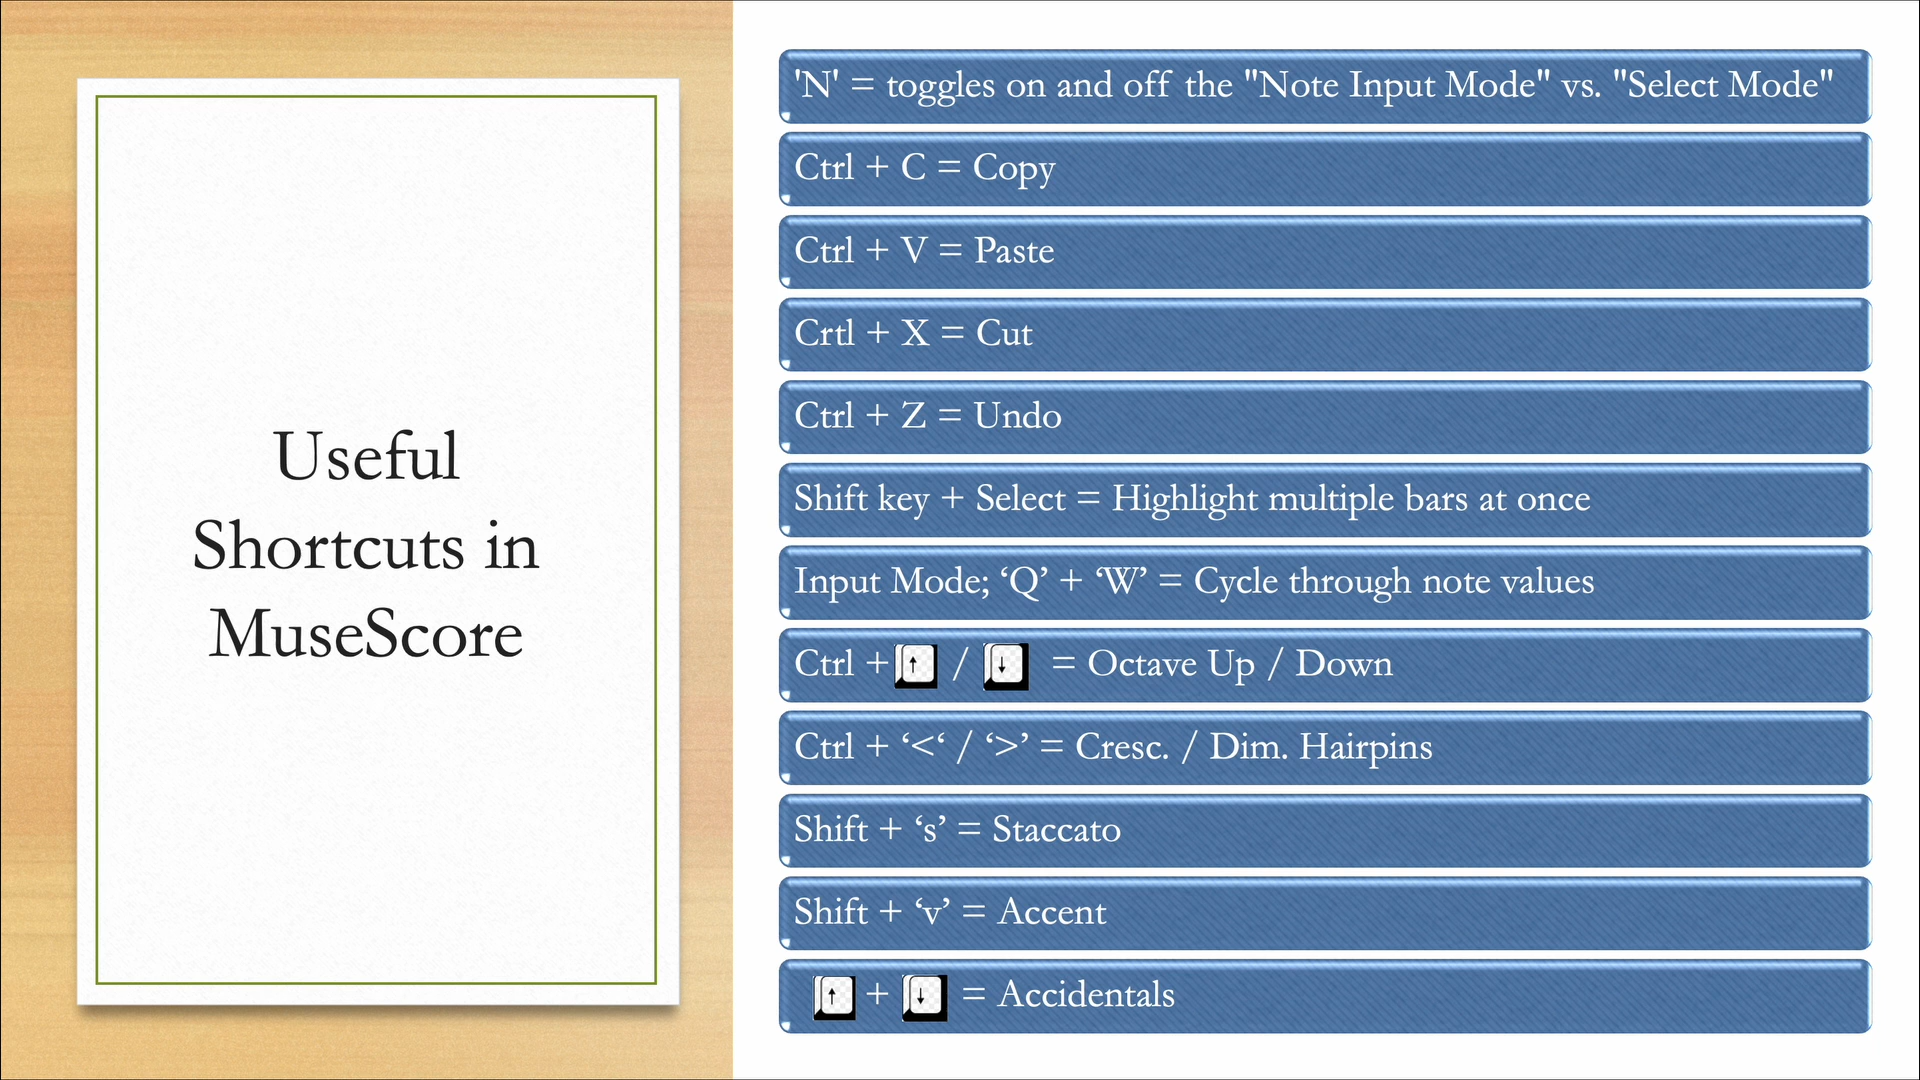 Useful
Shortcuts in
MuseScore
'N' = toggles on and off the "Note Input Mode" vs. "Select Mode"
Ctrl + C = Copy
Ctrl + V = Paste
Crtl + X = Cut
Ctrl + Z = Undo
Shift key + Select = Highlight multiple bars at once
Input Mode; ‘Q’ + ‘W’ = Cycle through note values
Ctrl + ↑ / ↓ = Octave Up / Down
Ctrl + ‘<‘ / ‘>’ = Cresc. / Dim. Hairpins
Shift + ‘s’ = Staccato
Shift + ‘v’ = Accent
↑ + ↓ = Accidentals